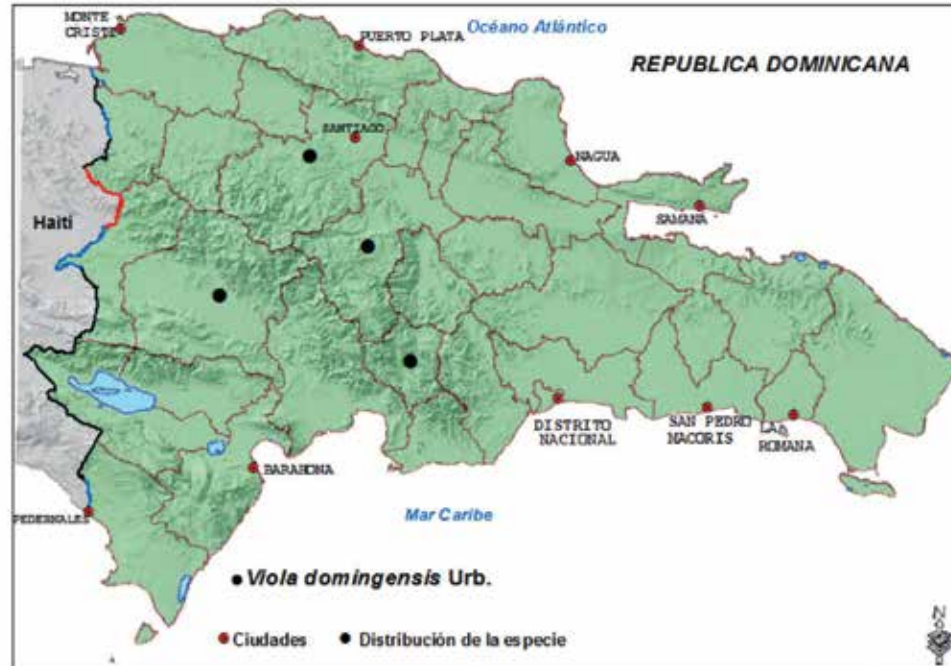 MONTE
CRISTI
Océano Atlántico
PUERTO PLATA
REPUBLICA DOMINICANA
SANTIAGO
NAGUA
SAMANA
Haití
DISTRITO
NACIONAL
SAN PEDRO
MACORIS
LA
ROMANA
BARAHONA
PEDERNALES
Mar Caribe
Viola domingensis Urb.
Ciudades
Distribución de la especie